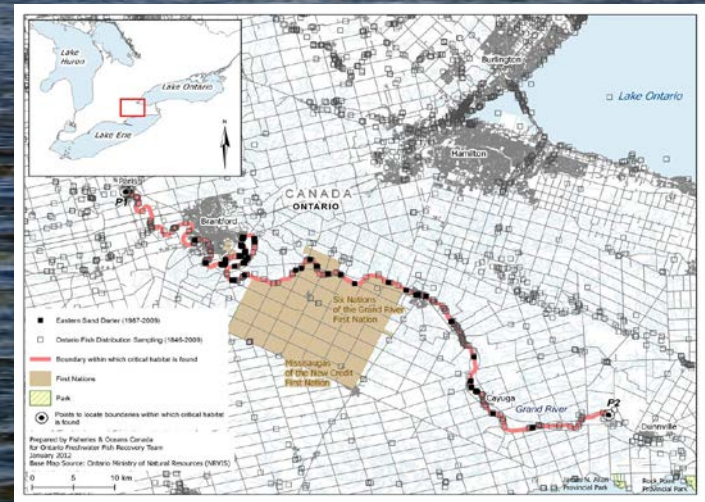 Lake
Huron
Lake Ontario
Lake Erie
N
Burlington
Lake Ontario
Hamilton
Paris
P1
CANADA
ONTARIO
Brantford
Six Nations
of the Grand River
First Nation
Mississaugas
of the New Credit
First Nation
Cayuga
Grand River
P2
Dunnville
James N. Allan
Provincial Park
Rock Point
Provincial Park
Eastern Sand Darter (1987-2009)
Ontario Fish Distribution Sampling (1845-2009)
Boundary within which critical habitat is found
First Nations
Park
Points to locate boundaries within which critical habitat
is found
Prepared by Fisheries & Oceans Canada
for Ontario Freshwater Fish Recovery Team
January 2012
Base Map Source: Ontario Ministry of Natural Resources (NRVIS)
0 5 10 km